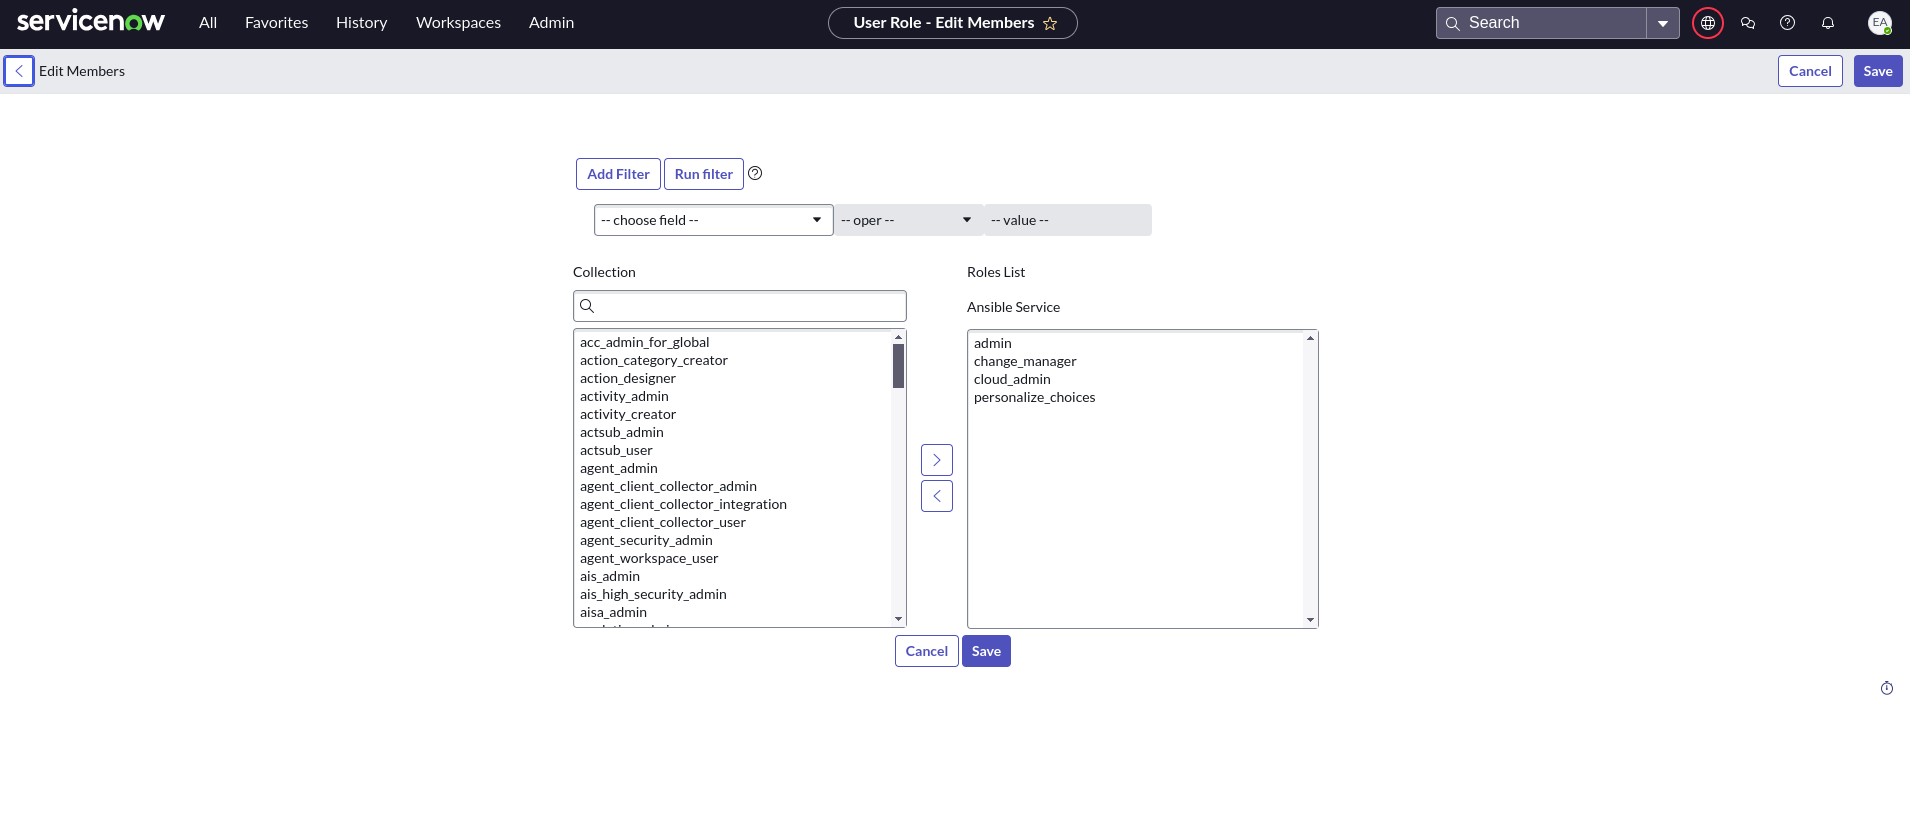 servicenow All Favorites History Workspaces Admin User Role - Edit Members Search EA
Edit Members Cancel Save
Add Filter Run filter
-- choose field -- -- oper -- -- value --
Collection
acc_admin_for_global
action_category_creator
action_designer
activity_admin
activity_creator
actsub_admin
actsub_user
agent_admin
agent_client_collector_admin
agent_client_collector_integration
agent_client_collector_user
agent_security_admin
agent_workspace_user
ais_admin
ais_high_security_admin
aisa_admin
Roles List
Ansible Service
admin
change_manager
cloud_admin
personalize_choices
Cancel Save